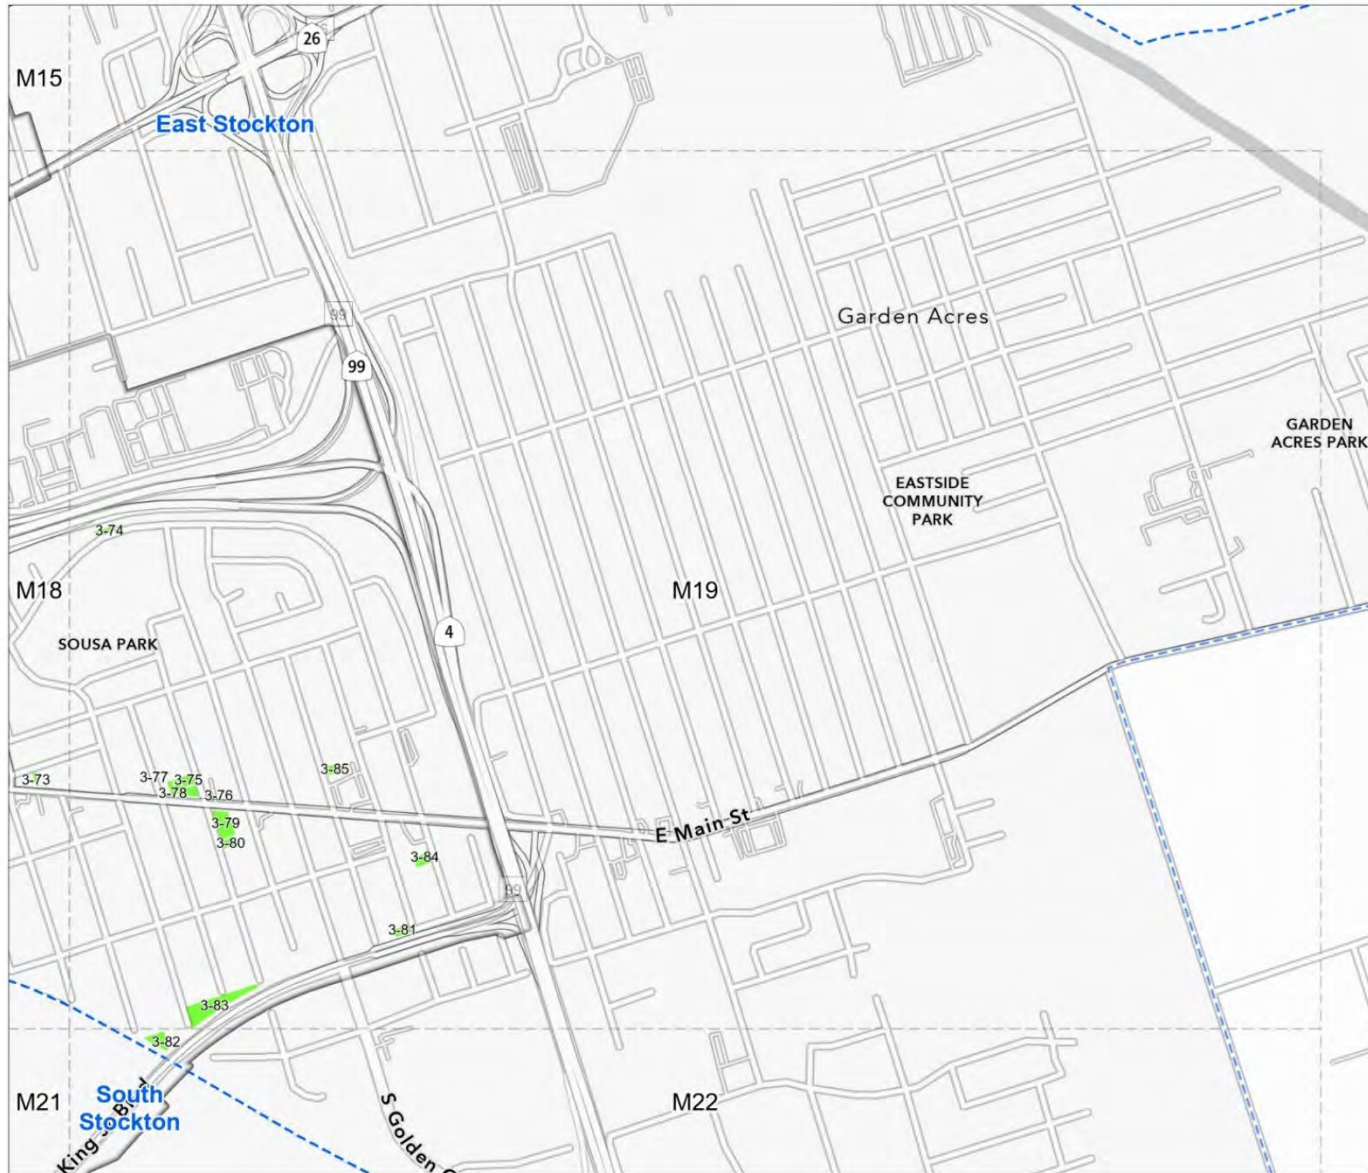 26
M15
East Stockton
99
Garden Acres
99
GARDEN
ACRES PARK
EASTSIDE
COMMUNITY
PARK
3-74
M18
M19
4
SOUSA PARK
3-85
3-77
3-75
3-73
3-78
3-76
3-79
E Main St
3-80
3-84
99
3-81
3-83
3-82
South
Stockton
M21
M22
King
S Golden